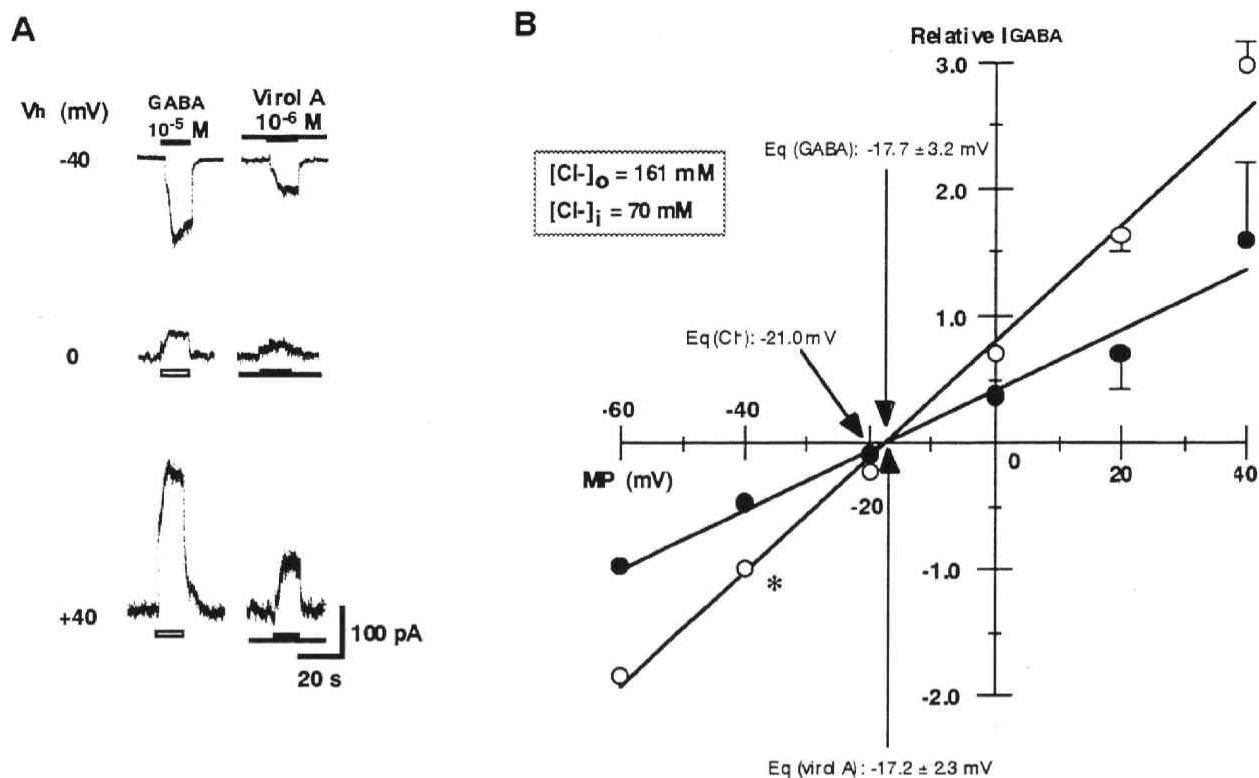 A
Vh (mV)
GABA
10-5 M
Virol A
10-6 M
-40
0
+40
100 pA
20 s
B
Relative IGABA
3.0
2.0
1.0
-1.0
-2.0
Eq (GABA): -17.7 ± 3.2 mV
[Cl-]o = 161 mM
[Cl-]i = 70 mM
Eq (Cl-): -21.0 mV
-60
-40
-20
0
20
40
MP (mV)
*
Eq (virol A): -17.2 ± 2.3 mV